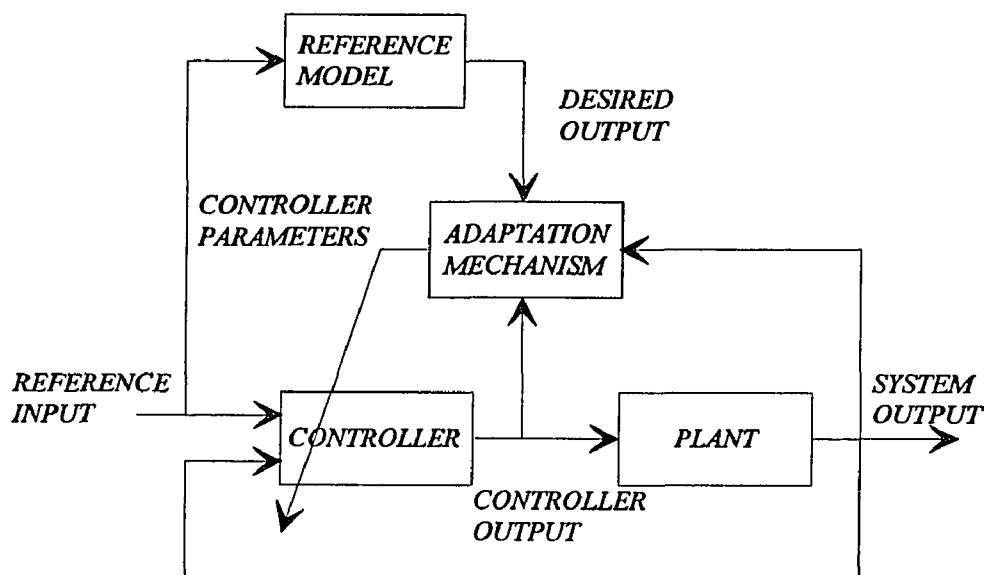 REFERENCE
MODEL
DESIRED
OUTPUT
CONTROLLER
PARAMETERS
ADAPTATION
MECHANISM
REFERENCE
INPUT
CONTROLLER
PLANT
SYSTEM
OUTPUT
CONTROLLER
OUTPUT